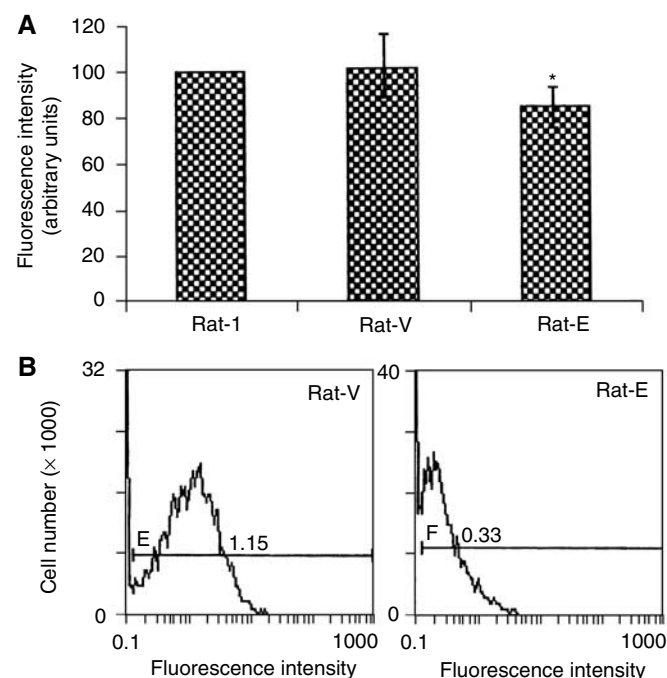 A
Fluorescence intensity
(arbitrary units)
120
100
80
60
40
20
0
*
Rat-1 Rat-V Rat-E
B
Cell number (× 1000)
32
0
Rat-V
E
1.15
0.1 1000
Fluorescence intensity
40
0
Rat-E
F
0.33
0.1 1000
Fluorescence intensity